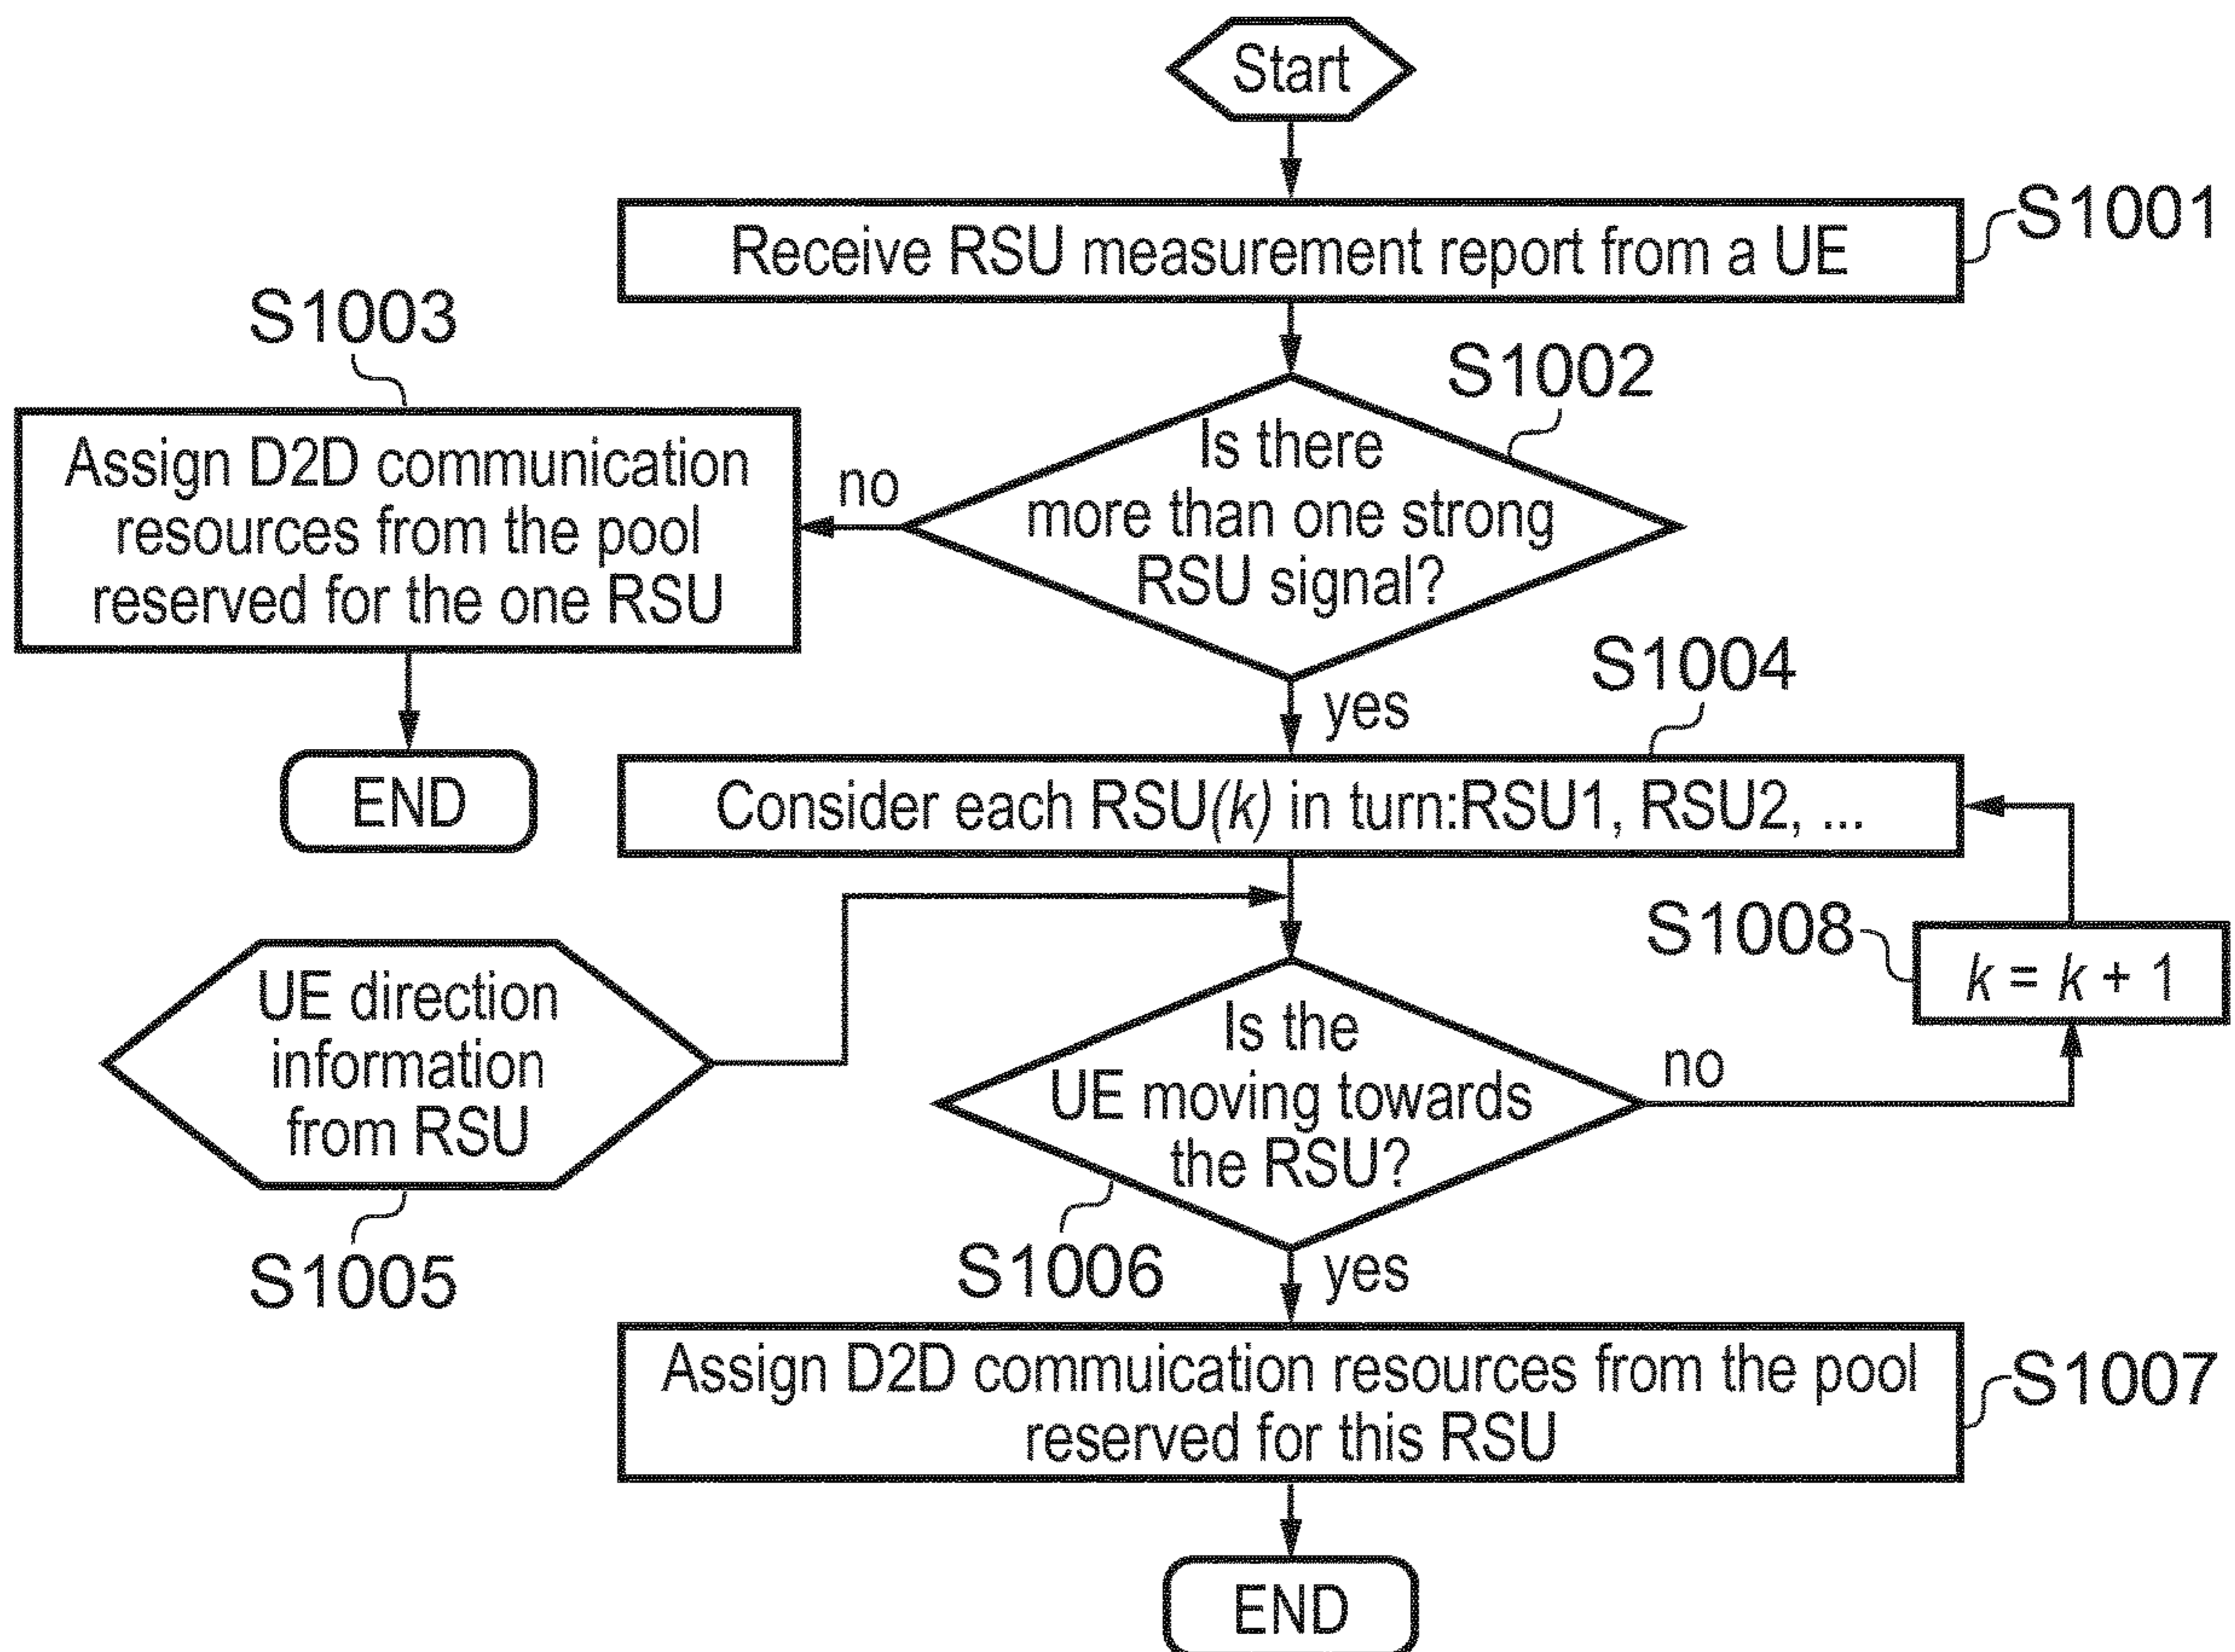 Start
Receive RSU measurement report from a UE
S1001
S1003
S1002
Assign D2D communication
resources from the pool
reserved for the one RSU
no
Is there
more than one strong
RSU signal?
yes
S1004
END
Consider each RSU(k) in turn:RSU1, RSU2, ...
S1008
k = k + 1
UE direction
information
from RSU
S1005
Is the
UE moving towards
the RSU?
no
S1006
yes
Assign D2D commuication resources from the pool
reserved for this RSU
S1007
END